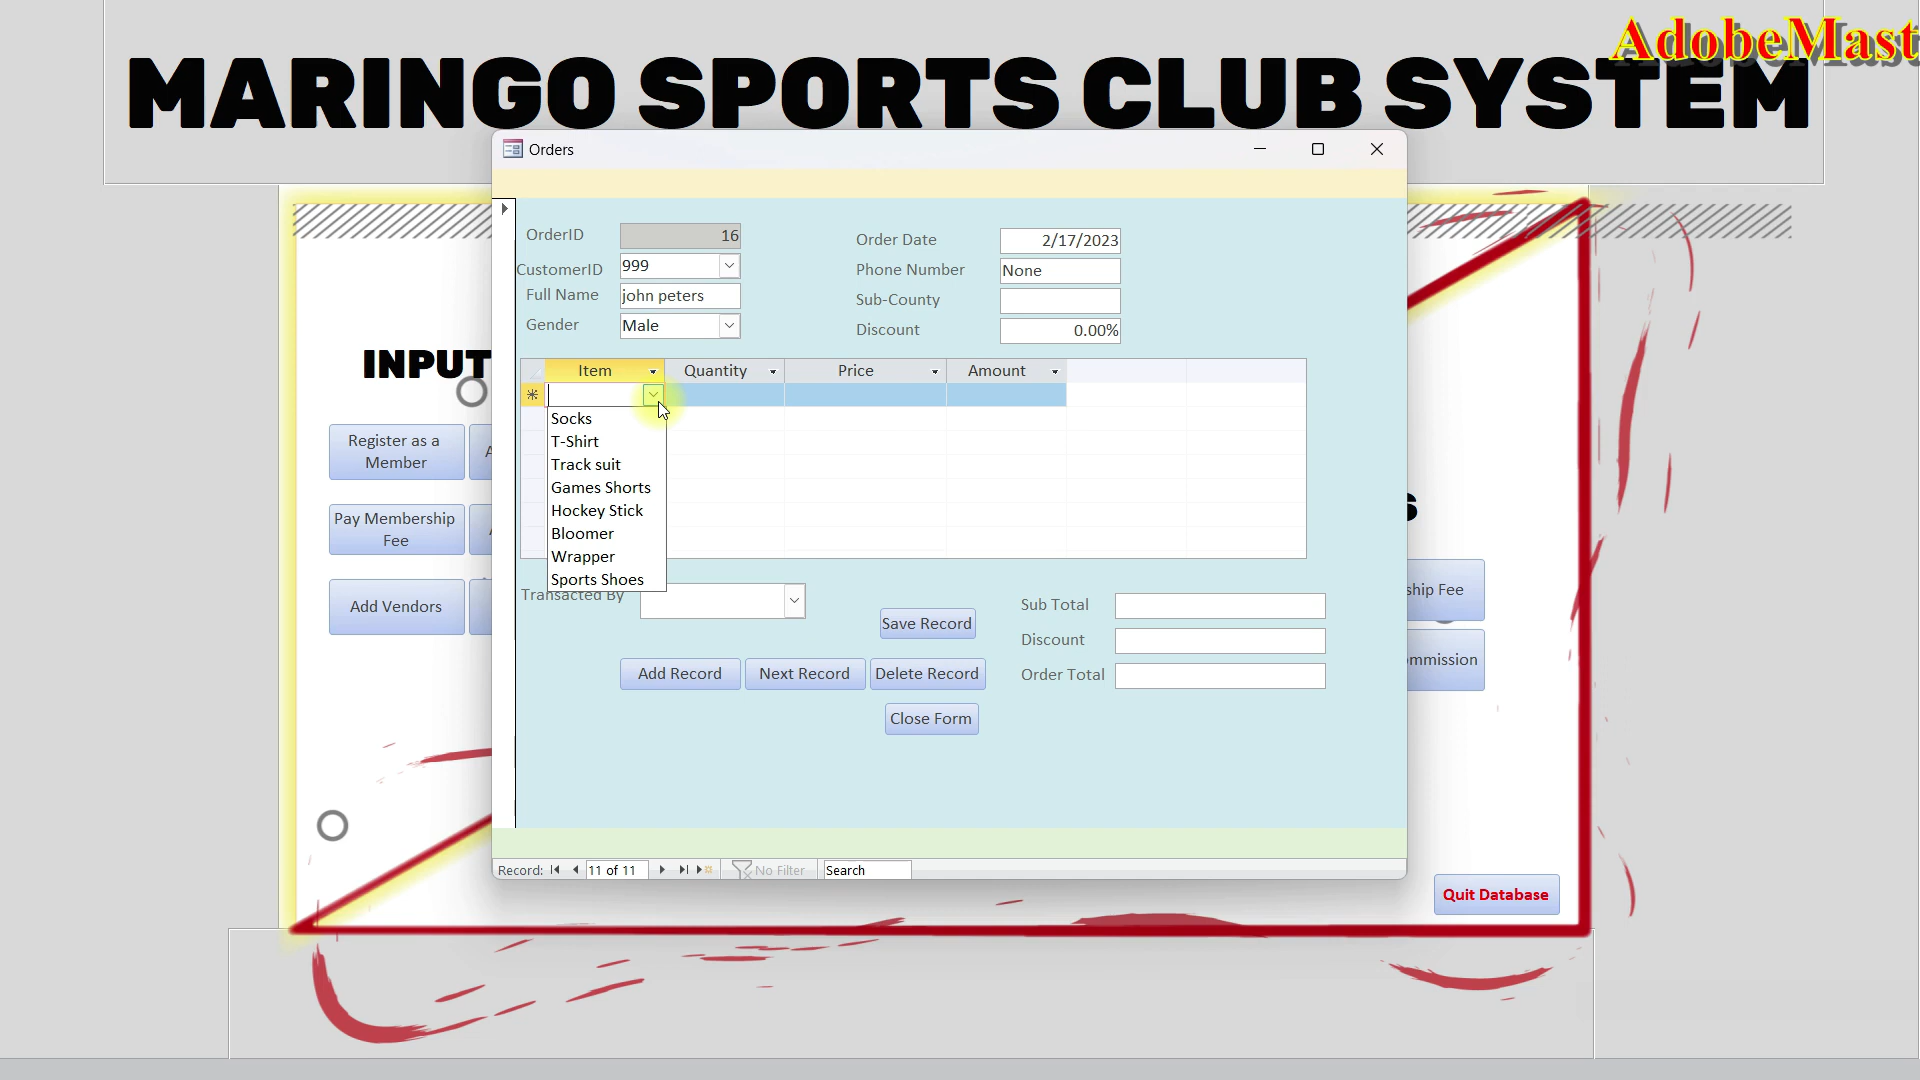 AdobeMast
MARINGO SPORTS CLUB SYSTEM
Orders
OrderID 16
Order Date 2/17/2023
CustomerID 999
Phone Number None
Full Name john peters
Sub-County
Gender Male
Discount 0.00%
INPUT
Item Quantity Price Amount
Socks
T-Shirt
Track suit
Games Shorts
Hockey Stick
Bloomer
Wrapper
Sports Shoes
Register as a
Member
Pay Membership
Fee
Add Vendors
S
ship Fee
mmission
Transacted By
Sub Total
Save Record
Discount
Add Record Next Record Delete Record
Order Total
Close Form
Record: 11 of 11 No Filter Search
Quit Database